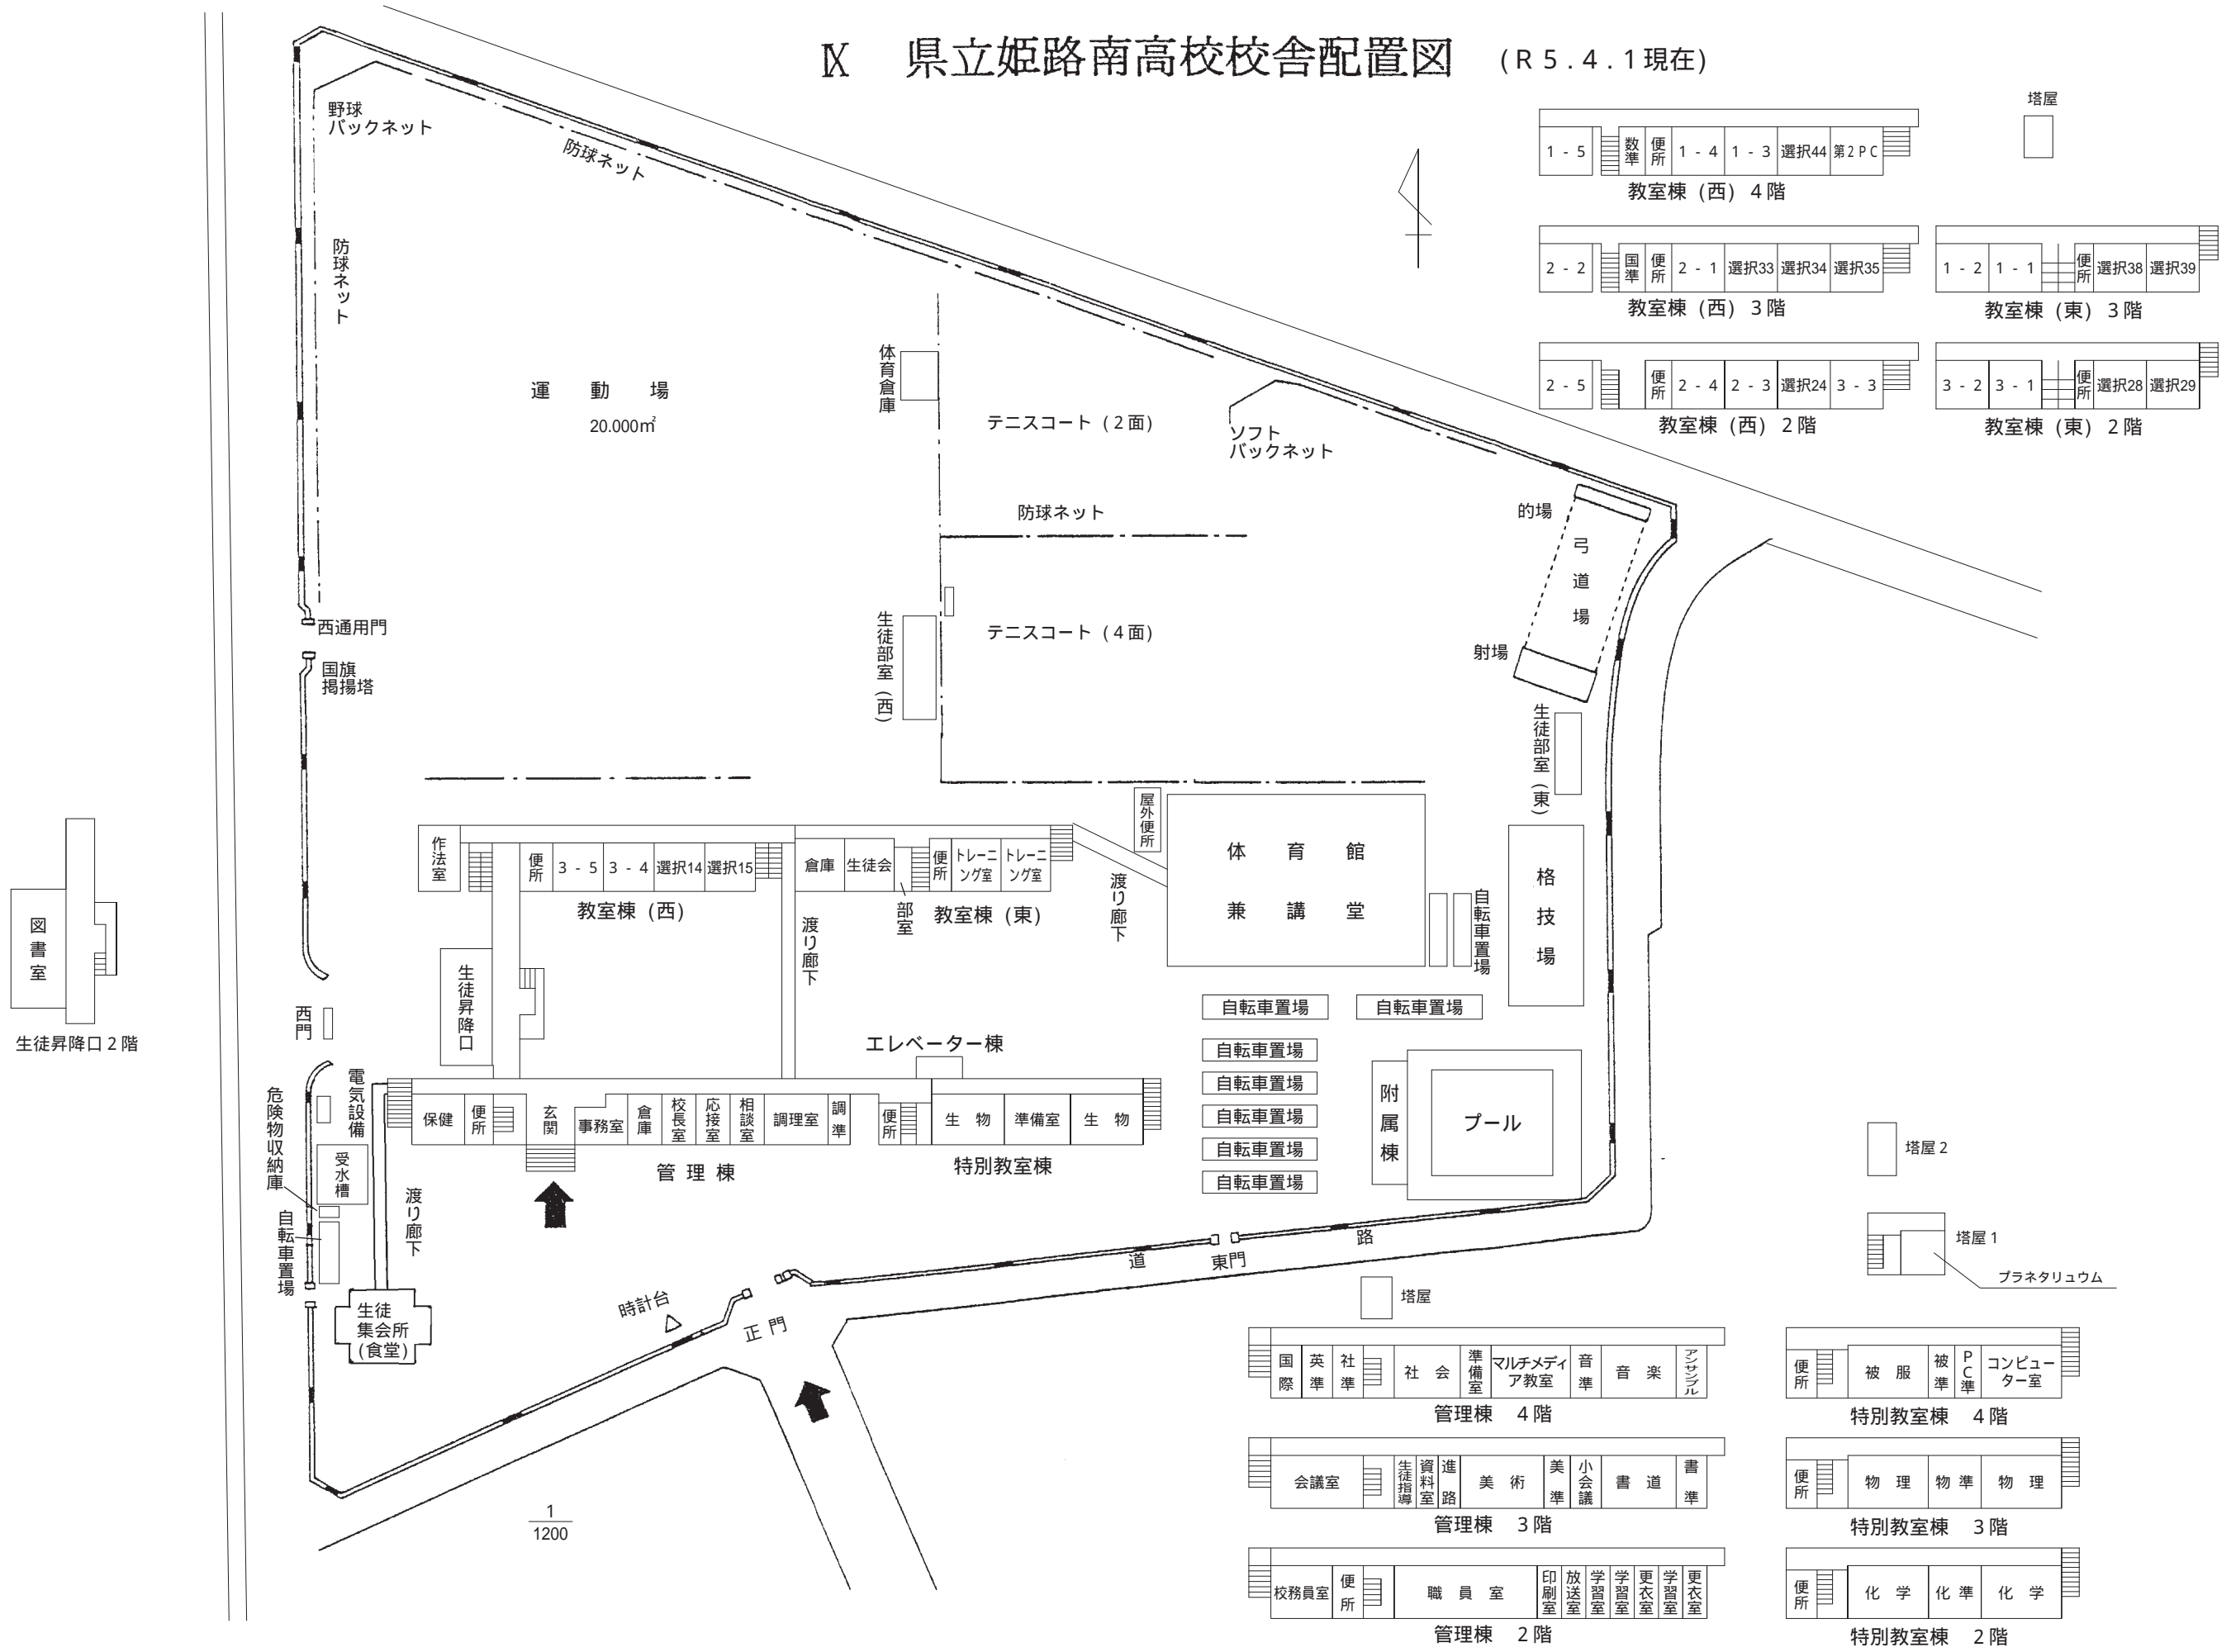 Ⅸ 県立姫路南高校校舎配置図 (R5.4.1現在)
野球
バックネット
防球ネット
防球ネット
運動場
20.000㎡
体育倉庫
テニスコート(2面)
ソフト
バックネット
防球ネット
テニスコート(4面)
生徒部室(西)
西通用門
国旗
掲揚塔
的場
弓道場
射場
生徒部室(東)
塔屋
1-5 数準 便所 1-4 1-3 選択44 第2PC
教室棟(西)4階
2-2 国準 便所 2-1 選択33 選択34 選択35
教室棟(西)3階
1-2 1-1 便所 選択38 選択39
教室棟(東)3階
2-5 便所 2-4 2-3 選択24 3-3
教室棟(西)2階
3-2 3-1 便所 選択28 選択29
教室棟(東)2階
図書室
生徒昇降口2階
作法室 便所 3-5 3-4 選択14 選択15
教室棟(西)
倉庫 生徒会 便所 トレーニング室 トレーニング室
部室
教室棟(東)
渡り廊下
渡り廊下
屋外便所
体育館
兼講堂
自転車置場
格技場
生徒昇降口
西門
エレベーター棟
自転車置場 自転車置場
自転車置場
自転車置場
自転車置場
自転車置場
自転車置場
附属棟
プール
電気設備
危険物収納庫
受水槽
自転車置場
渡り廊下
保健 便所 玄関 事務室 倉庫 校長室 応接室 相談室 調理室 調準
管理棟
便所 生物 準備室 生物
特別教室棟
生徒
集会所
(食堂)
時計台
正門
道
東門
路
1
1200
塔屋2
塔屋1
プラネタリュウム
塔屋
国際 英準 社準 社会 準備室 マルチメディア教室 音準 音楽 アンサンブル
管理棟 4階
便所 被服 被準 PC準 コンピューター室
特別教室棟 4階
会議室 生徒指導 資料室 進路 美術 美準 小会議 書道 書準
管理棟 3階
便所 物理 物準 物理
特別教室棟 3階
校務員室 便所 職員室 印刷室 放送室 学習室 学習室 更衣室 学習室 更衣室
管理棟 2階
便所 化学 化準 化学
特別教室棟 2階